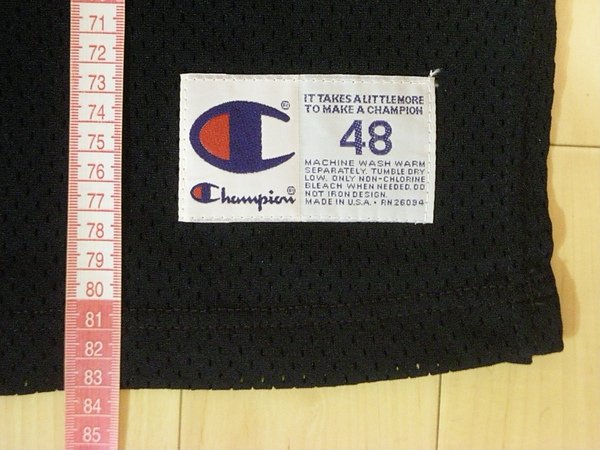 71
72
73
74
75
76
77
78
79
80
81
82
83
84
85
®
Champion®
IT TAKES A LITTLE MORE
TO MAKE A CHAMPION
48
MACHINE WASH WARM
SEPARATELY. TUMBLE DRY
LOW. ONLY NON-CHLORINE
BLEACH WHEN NEEDED. DO
NOT IRON DESIGN.
MADE IN U.S.A. • RN26094